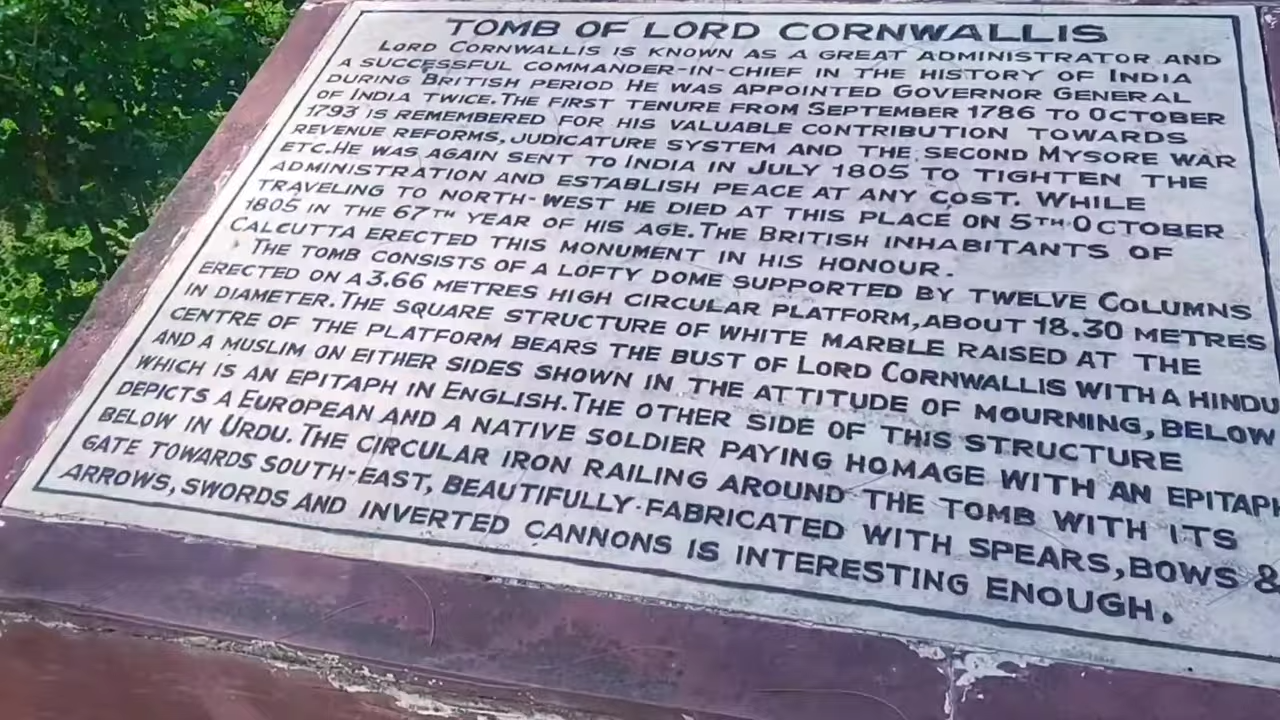 TOMB OF LORD CORNWALLIS
LORD CORNWALLIS IS KNOWN AS A GREAT ADMINISTRATOR AND
A SUCCESSFUL COMMANDER-IN-CHIEF IN THE HISTORY OF INDIA
DURING BRITISH PERIOD. HE WAS APPOINTED GOVERNOR GENERAL
OF INDIA TWICE. THE FIRST TENURE FROM SEPTEMBER 1786 TO OCTOBER
1793 IS REMEMBERED FOR HIS VALUABLE CONTRIBUTION TOWARDS
REVENUE REFORMS, JUDICATURE SYSTEM AND THE SECOND MYSORE WAR
ETC. HE WAS AGAIN SENT TO INDIA IN JULY 1805 TO TIGHTEN THE
ADMINISTRATION AND ESTABLISH PEACE AT ANY COST. WHILE
TRAVELING TO NORTH-WEST HE DIED AT THIS PLACE ON 5TH OCTOBER
1805 IN THE 67TH YEAR OF HIS AGE. THE BRITISH INHABITANTS OF
CALCUTTA ERECTED THIS MONUMENT IN HIS HONOUR.
THE TOMB CONSISTS OF A LOFTY DOME SUPPORTED BY TWELVE COLUMNS
ERECTED ON A 3.66 METRES HIGH CIRCULAR PLATFORM, ABOUT 18.30 METRES
IN DIAMETER. THE SQUARE STRUCTURE OF WHITE MARBLE RAISED AT THE
CENTRE OF THE PLATFORM BEARS THE BUST OF LORD CORNWALLIS WITH A HINDU
AND A MUSLIM ON EITHER SIDES SHOWN IN THE ATTITUDE OF MOURNING, BELOW
WHICH IS AN EPITAPH IN ENGLISH. THE OTHER SIDE OF THIS STRUCTURE
DEPICTS A EUROPEAN AND A NATIVE SOLDIER PAYING HOMAGE WITH AN EPITAPH
BELOW IN URDU. THE CIRCULAR IRON RAILING AROUND THE TOMB WITH ITS
GATE TOWARDS SOUTH-EAST, BEAUTIFULLY FABRICATED WITH SPEARS, BOWS &
ARROWS, SWORDS AND INVERTED CANNONS IS INTERESTING ENOUGH.